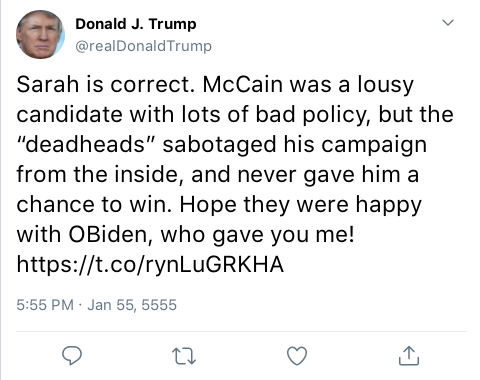 Donald J. Trump
@realDonaldTrump
Sarah is correct. McCain was a lousy
candidate with lots of bad policy, but the
“deadheads” sabotaged his campaign
from the inside, and never gave him a
chance to win. Hope they were happy
with OBiden, who gave you me!
https://t.co/rynLuGRKHA
5:55 PM · Jan 55, 5555